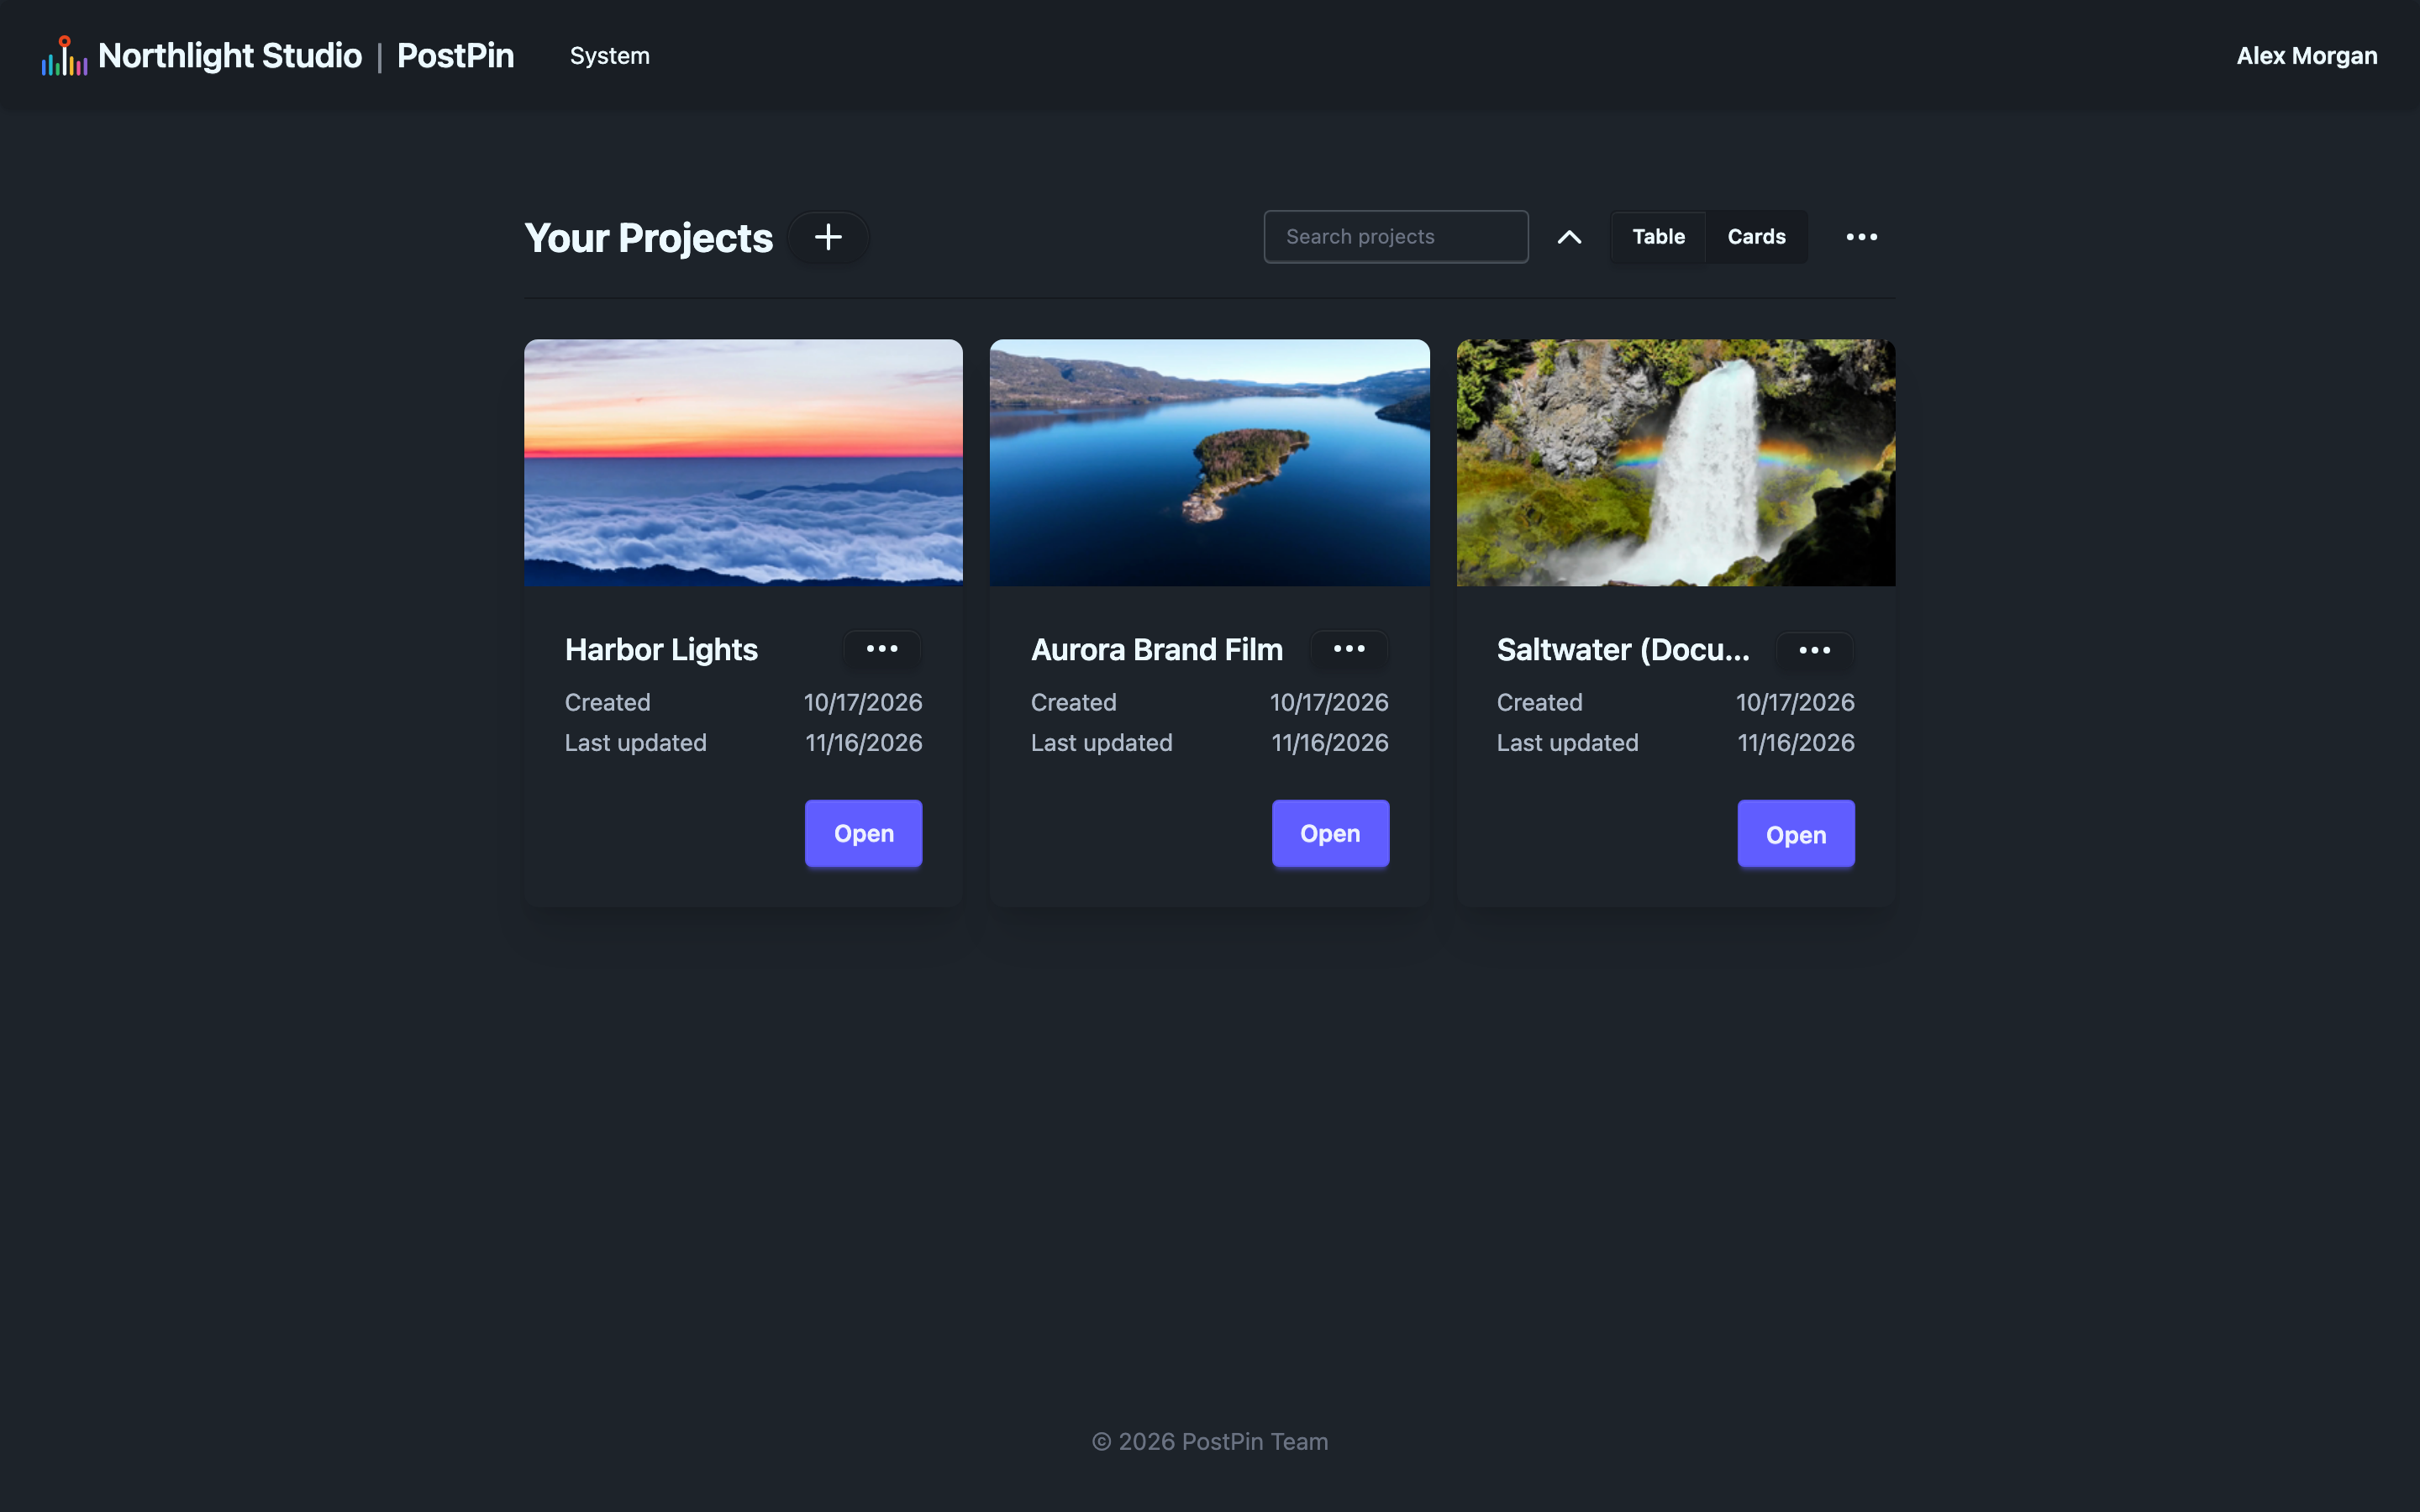 Northlight Studio | PostPin System Alex Morgan
Your Projects + Search projects Table Cards
Harbor Lights
Created 10/17/2026
Last updated 11/16/2026
Open
Aurora Brand Film
Created 10/17/2026
Last updated 11/16/2026
Open
Saltwater (Docu...
Created 10/17/2026
Last updated 11/16/2026
Open
© 2026 PostPin Team